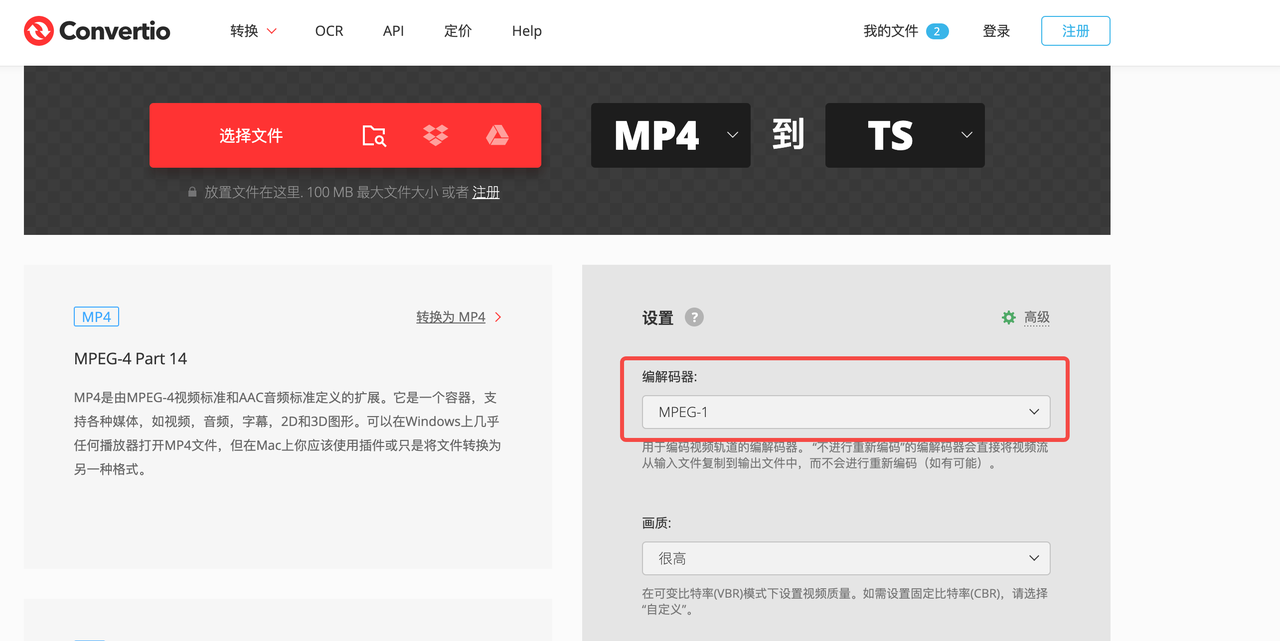 Convertio
转换
OCR
API
定价
Help
我的文件 2
登录
注册
选择文件
MP4
到
TS
放置文件在这里. 100 MB 最大文件大小 或者 注册
MP4
转换为 MP4
MPEG-4 Part 14
MP4是由MPEG-4视频标准和AAC音频标准定义的扩展。它是一个容器，支
持各种媒体，如视频，音频，字幕，2D和3D图形。可以在Windows上几乎
任何播放器打开MP4文件，但在Mac上你应该使用插件或只是将文件转换为
另一种格式。
设置 ?
高级
编解码器:
MPEG-1
用于编码视频轨道的编解码器。 “不进行重新编码”的编解码器会直接将视频流
从输入文件复制到输出文件中，而不会进行重新编码（如有可能）。
画质:
很高
在可变比特率(VBR)模式下设置视频质量。如需设置固定比特率(CBR)，请选择
“自定义”。